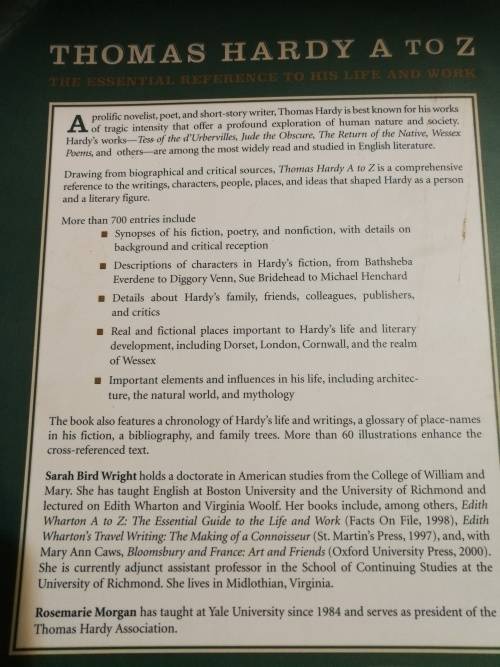 THOMAS HARDY A TO Z
THE ESSENTIAL REFERENCE TO HIS LIFE AND WORK
A prolific novelist, poet, and short-story writer, Thomas Hardy is best known for his works
of tragic intensity that offer a profound exploration of human nature and society.
Hardy's works—Tess of the d'Urbervilles, Jude the Obscure, The Return of the Native, Wessex
Poems, and others—are among the most widely read and studied in English literature.
Drawing from biographical and critical sources, Thomas Hardy A to Z is a comprehensive
reference to the writings, characters, people, places, and ideas that shaped Hardy as a person
and a literary figure.
More than 700 entries include
■ Synopses of his fiction, poetry, and nonfiction, with details on
background and critical reception
■ Descriptions of characters in Hardy's fiction, from Bathsheba
Everdene to Diggory Venn, Sue Bridehead to Michael Henchard
■ Details about Hardy's family, friends, colleagues, publishers,
and critics
■ Real and fictional places important to Hardy's life and literary
development, including Dorset, London, Cornwall, and the realm
of Wessex
■ Important elements and influences in his life, including architec-
ture, the natural world, and mythology
The book also features a chronology of Hardy's life and writings, a glossary of place-names
in his fiction, a bibliography, and family trees. More than 60 illustrations enhance the
cross-referenced text.
Sarah Bird Wright holds a doctorate in American studies from the College of William and
Mary. She has taught English at Boston University and the University of Richmond and
lectured on Edith Wharton and Virginia Woolf. Her books include, among others, Edith
Wharton A to Z: The Essential Guide to the Life and Work (Facts On File, 1998), Edith
Wharton's Travel Writing: The Making of a Connoisseur (St. Martin's Press, 1997), and, with
Mary Ann Caws, Bloomsbury and France: Art and Friends (Oxford University Press, 2000).
She is currently adjunct assistant professor in the School of Continuing Studies at the
University of Richmond. She lives in Midlothian, Virginia.
Rosemarie Morgan has taught at Yale University since 1984 and serves as president of the
Thomas Hardy Association.